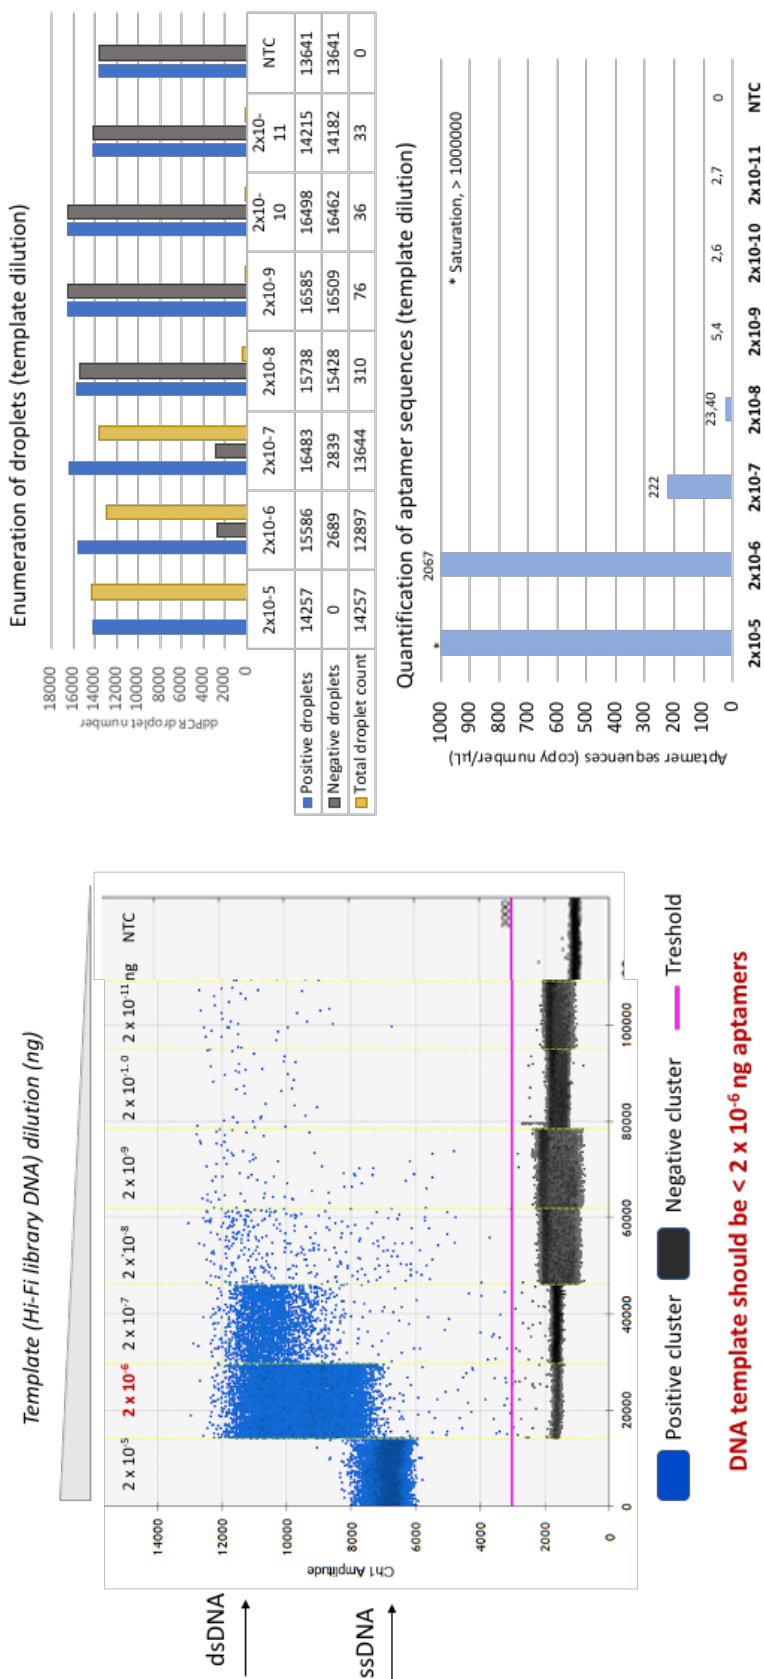 Template (Hi-Fi library DNA) dilution (ng)
2 x 10-5
2 x 10-6
2 x 10-7
2 x 10-8
2 x 10-9
2 x 10-1.0
2 x 10-11 ng
NTC
dsDNA
ssDNA
Ch1 Amplitude
14000
12000
10000
8000
6000
4000
2000
0
0
20000
40000
60000
80000
100000
Positive cluster
Negative cluster
Treshold
DNA template should be < 2 x 10-6 ng aptamers
Enumeration of droplets (template dilution)
ddPCR droplet number
18000
16000
14000
12000
10000
8000
6000
4000
2000
0
2x10-5 2x10-6 2x10-7 2x10-8 2x10-9 2x10-10 2x10-11 NTC
Positive droplets 14257 15586 16483 15738 16585 16498 14215 13641
Negative droplets 0 2689 2839 15428 16509 16462 14182 13641
Total droplet count 14257 12897 13644 310 76 36 33 0
Quantification of aptamer sequences (template dilution)
Aptamer sequences (copy number/µL)
1000
900
800
700
600
500
400
300
200
100
0
* Saturation, > 1000000
*
2067
222
23,40
5,4
2,6
2,7
0
2x10-5 2x10-6 2x10-7 2x10-8 2x10-9 2x10-10 2x10-11 NTC